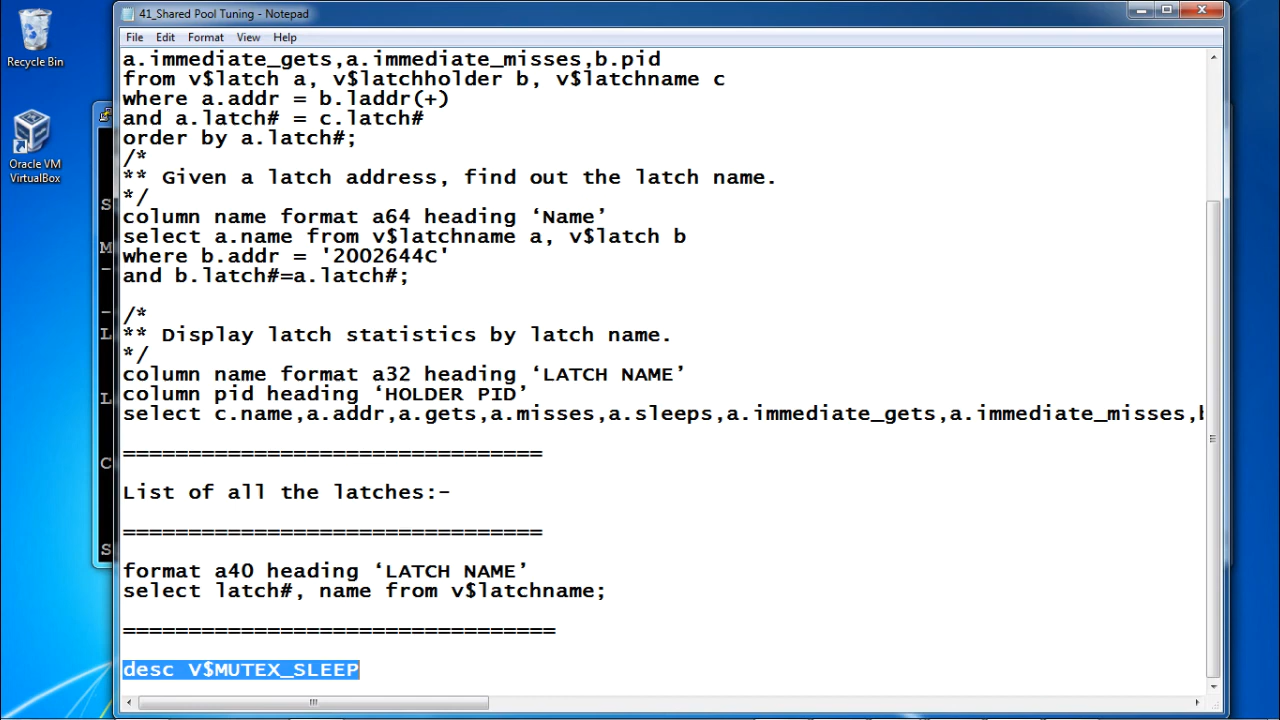 Recycle Bin
Oracle VM
VirtualBox
41_Shared Pool Tuning - Notepad
File Edit Format View Help
a.immediate_gets,a.immediate_misses,b.pid
from v$latch a, v$latchholder b, v$latchname c
where a.addr = b.laddr(+)
and a.latch# = c.latch#
order by a.latch#;
/*
** Given a latch address, find out the latch name.
*/
column name format a64 heading ‘Name’
select a.name from v$latchname a, v$latch b
where b.addr = '2002644C'
and b.latch#=a.latch#;
/*
** Display latch statistics by latch name.
*/
column name format a32 heading ‘LATCH NAME’
column pid heading ‘HOLDER PID’
select c.name,a.addr,a.gets,a.misses,a.sleeps,a.immediate_gets,a.immediate_misses,b
================================
List of all the latches:-
================================
format a40 heading ‘LATCH NAME’
select latch#, name from v$latchname;
=================================
desc V$MUTEX_SLEEP
S
M
-
-
L
L
C
S